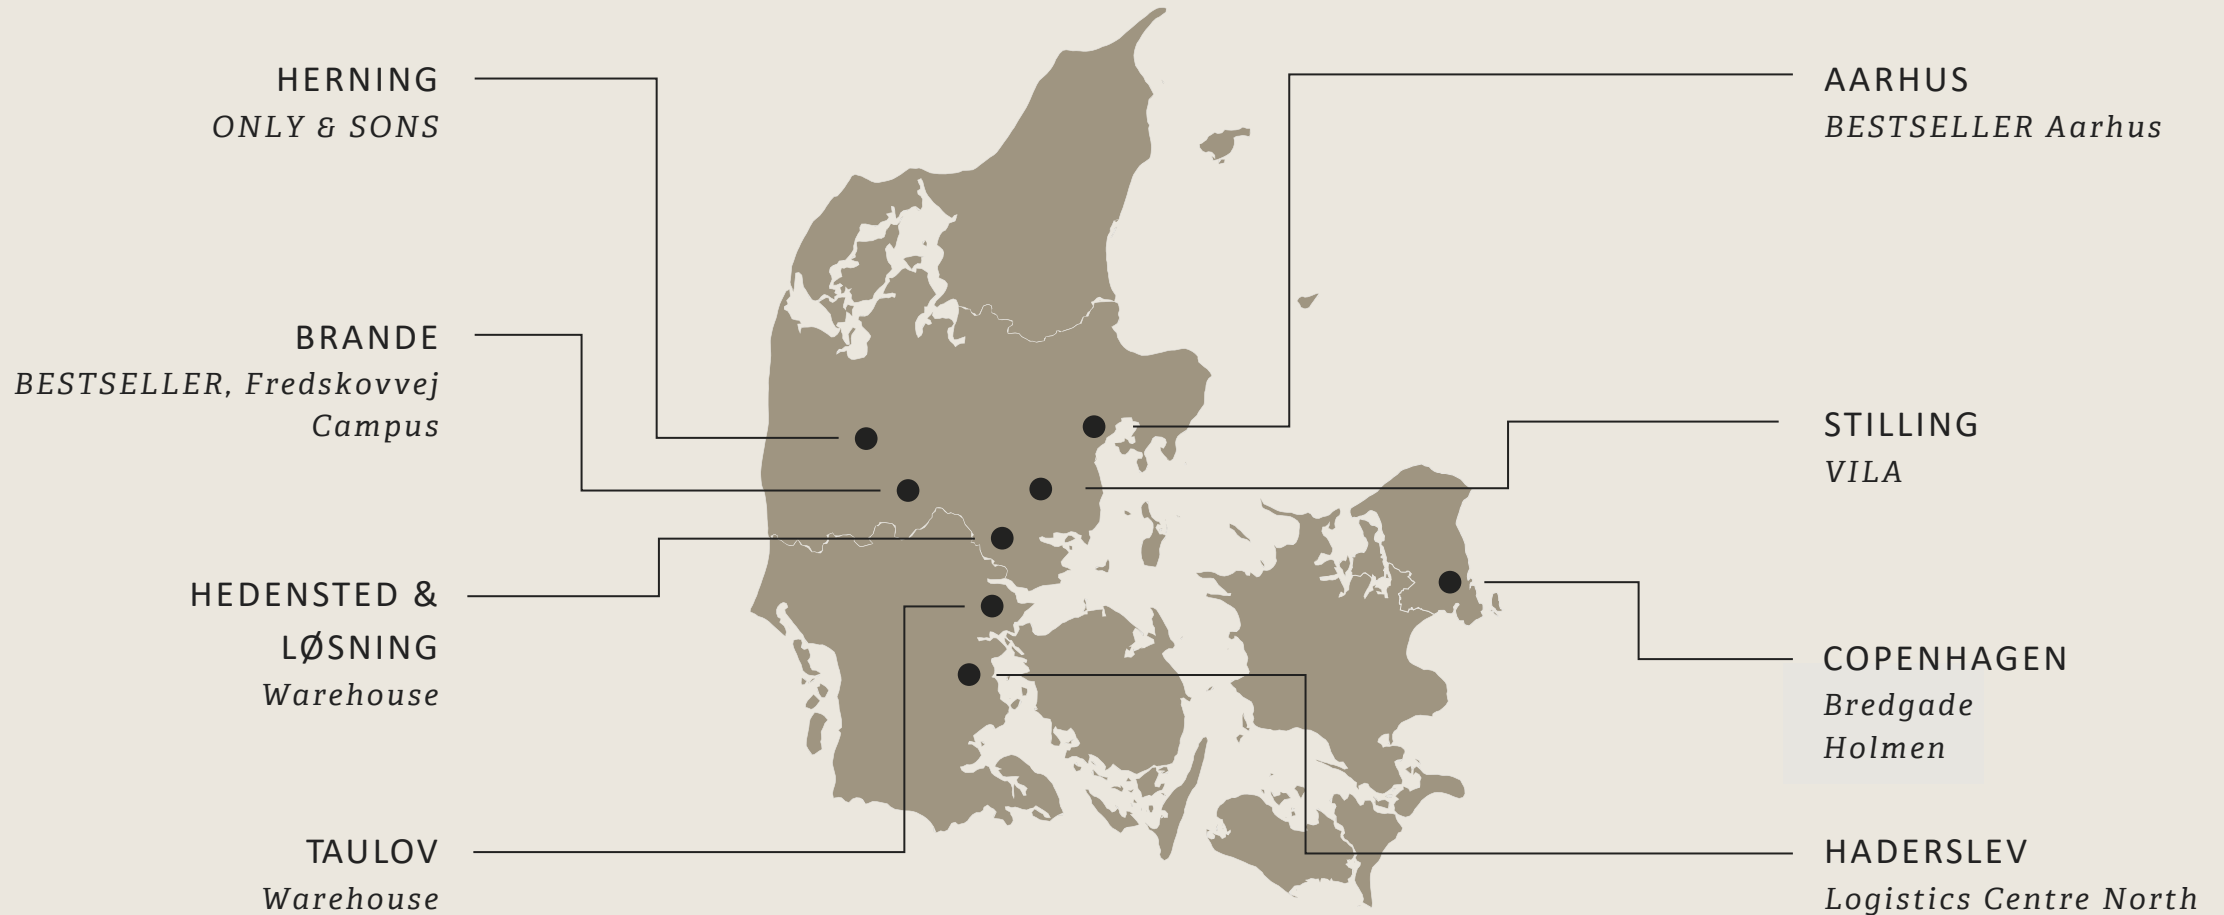 HERNING
ONLY & SONS
BRANDE
BESTSELLER, Fredskovvej
Campus
HEDENSTED &
LØSNING
Warehouse
TAULOV
Warehouse
AARHUS
BESTSELLER Aarhus
STILLING
VILA
COPENHAGEN
Bredgade
Holmen
HADERSLEV
Logistics Centre North